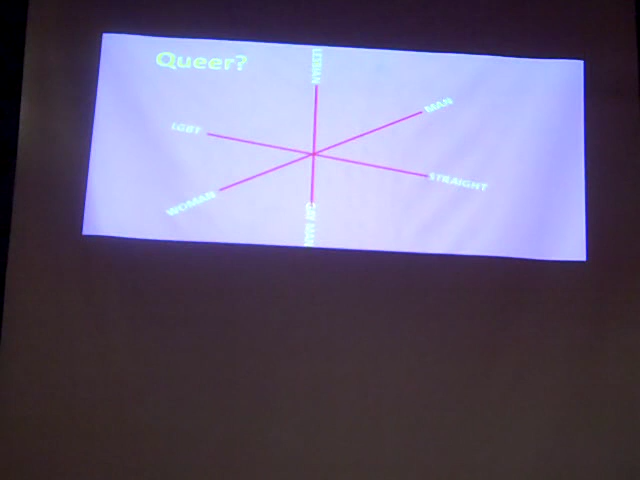 Queer?
LESBIAN
MAN
LGBT
STRAIGHT
WOMAN
GAY MAN